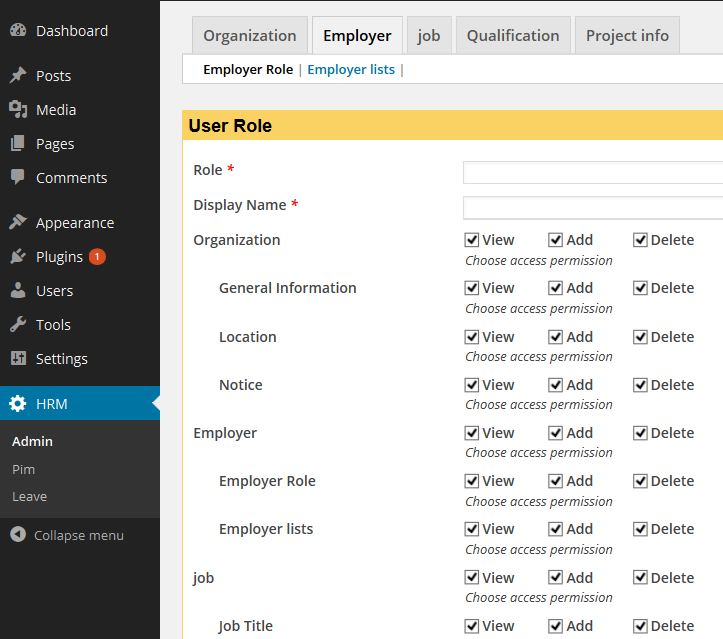 Dashboard
Posts
Media
Pages
Comments
Appearance
Plugins 1
Users
Tools
Settings
HRM
Admin
Pim
Leave
Collapse menu
Organization Employer job Qualification Project info
Employer Role | Employer lists |
User Role
Role *
Display Name *
Organization View Add Delete
Choose access permission
General Information View Add Delete
Choose access permission
Location View Add Delete
Choose access permission
Notice View Add Delete
Choose access permission
Employer View Add Delete
Choose access permission
Employer Role View Add Delete
Choose access permission
Employer lists View Add Delete
Choose access permission
job View Add Delete
Choose access permission
Job Title View Add Delete